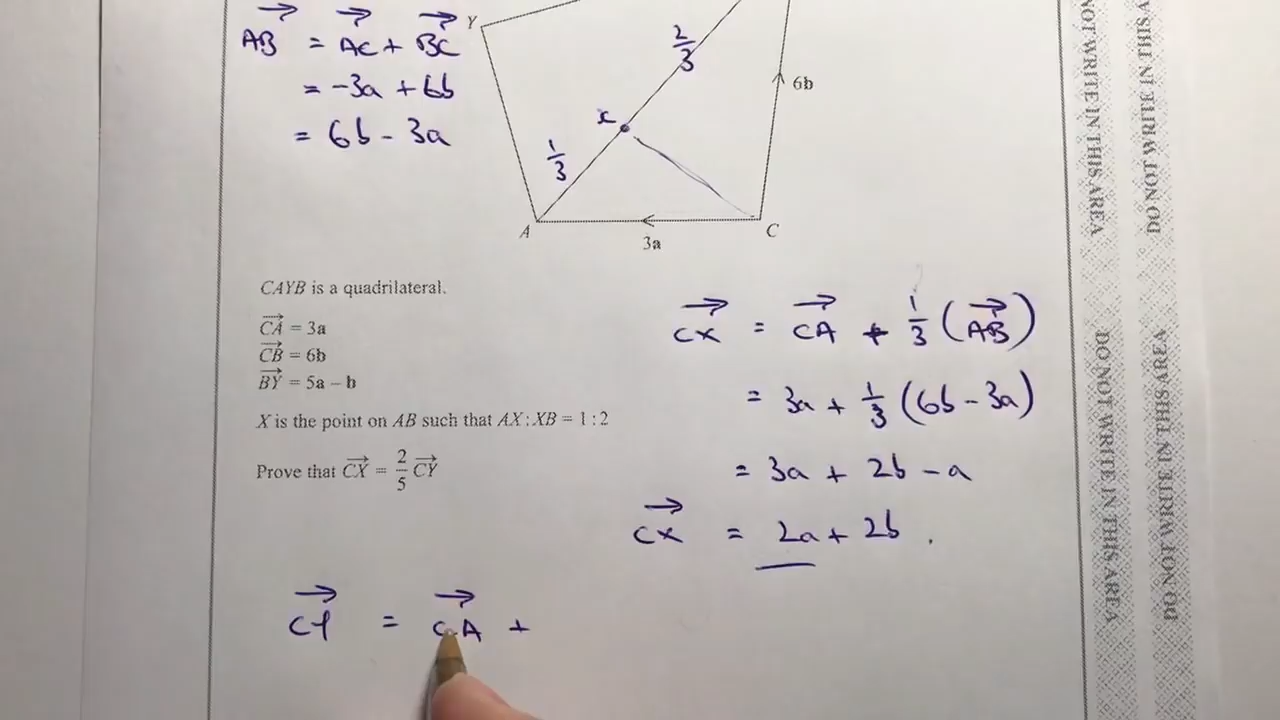 AB = AC + BC
= -3a + 6b
= 6b - 3a
Y
2/3
x
1/3
6b
A
C
3a
CAYB is a quadrilateral.
CA = 3a
CB = 6b
BY = 5a – b
X is the point on AB such that AX : XB = 1 : 2
Prove that CX = 2/5 CY
CX = CA + 1/3 (AB)
= 3a + 1/3 (6b - 3a)
= 3a + 2b - a
CX = 2a + 2b .
CY = CA +
NOT WRITE IN THIS AREA
DO NOT WRITE IN THIS AREA
DO NOT WRITE IN THIS AREA
DO NOT WRITE IN THIS AREA